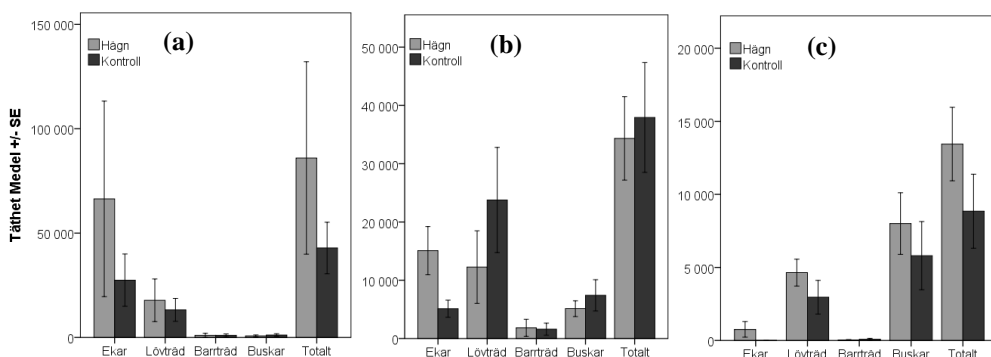 Täthet Medel +/- SE
(a)
Hägn
Kontroll
150 000
100 000
50 000
0
Ekar Lövträd Barrträd Buskar Totalt
(b)
Hägn
Kontroll
50 000
40 000
30 000
20 000
10 000
0
Ekar Lövträd Barrträd Buskar Totalt
(c)
Hägn
Kontroll
20 000
15 000
10 000
5 000
0
Ekar Lövträd Barrträd Buskar Totalt